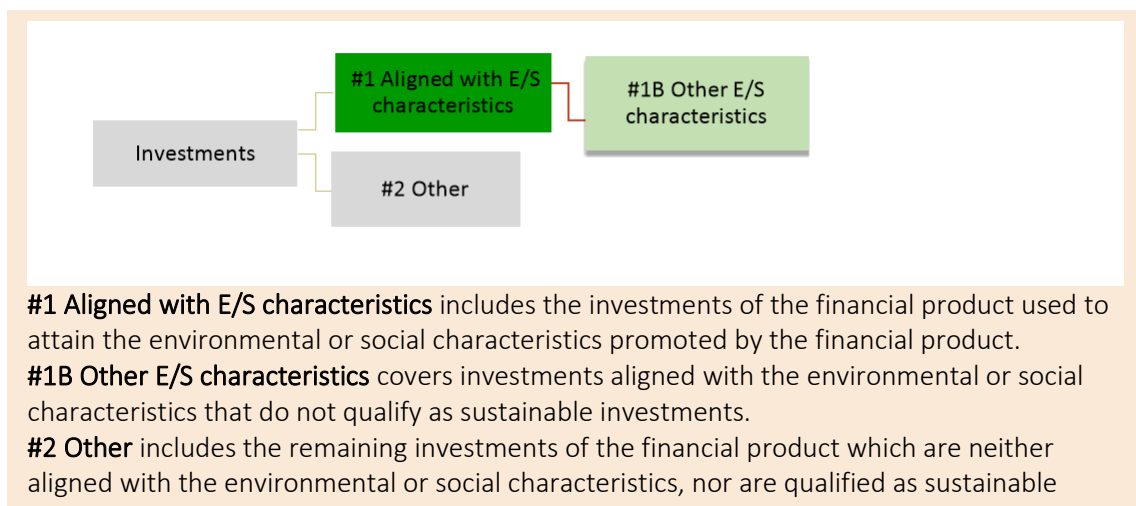 #1 Aligned with E/S
characteristics
#1B Other E/S
characteristics
Investments
#2 Other
#1 Aligned with E/S characteristics includes the investments of the financial product used to
attain the environmental or social characteristics promoted by the financial product.
#1B Other E/S characteristics covers investments aligned with the environmental or social
characteristics that do not qualify as sustainable investments.
#2 Other includes the remaining investments of the financial product which are neither
aligned with the environmental or social characteristics, nor are qualified as sustainable